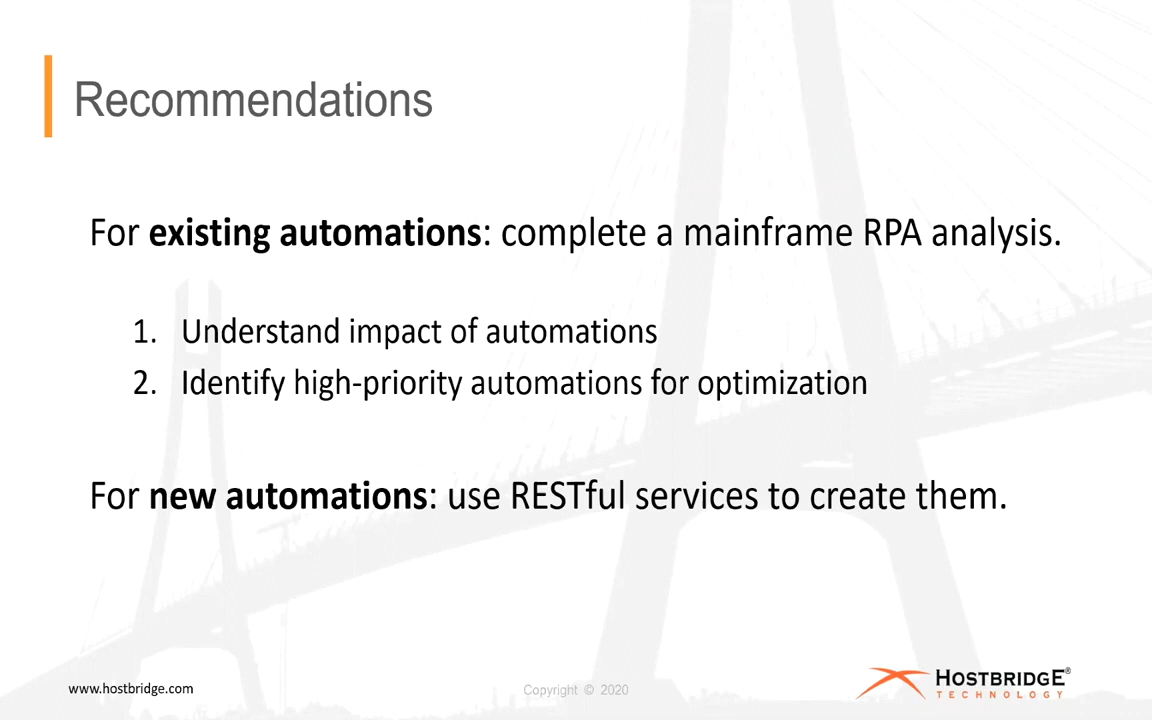 Recommendations
For existing automations: complete a mainframe RPA analysis.
1. Understand impact of automations
2. Identify high-priority automations for optimization
For new automations: use RESTful services to create them.
www.hostbridge.com
Copyright © 2020
HOSTBRIDGE®
TECHNOLOGY